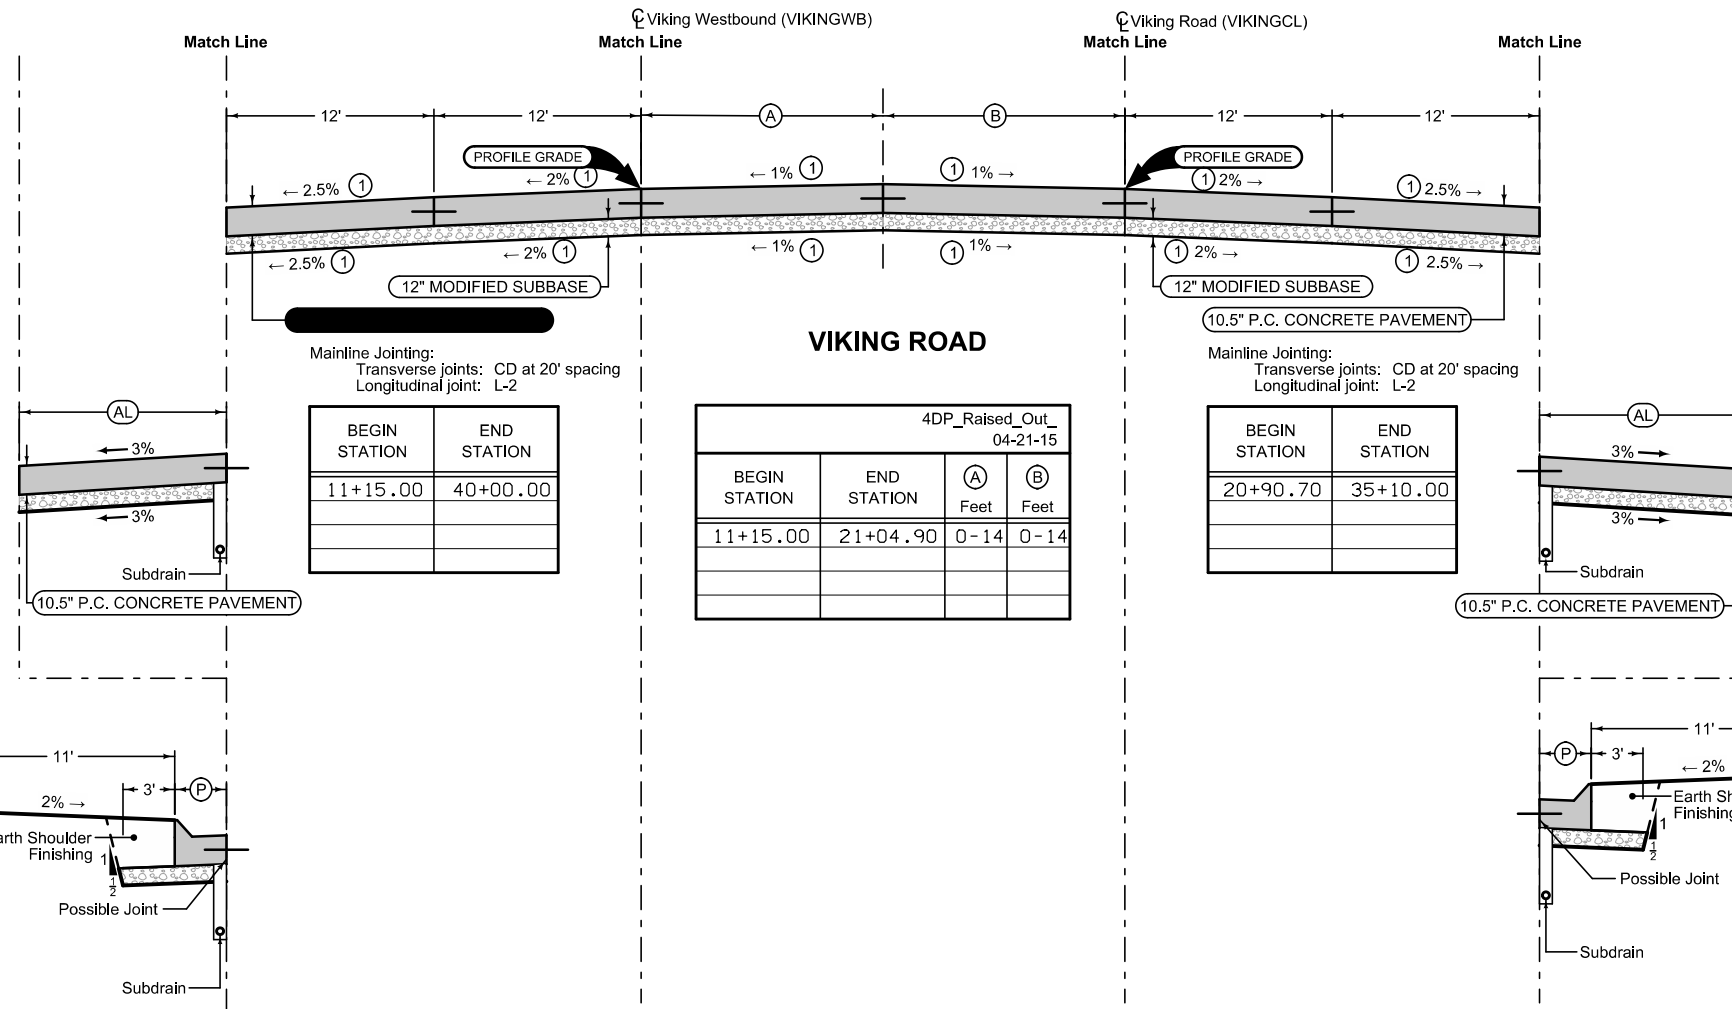 ℄ Viking Westbound (VIKINGWB)
℄ Viking Road (VIKINGCL)
Match Line
Match Line
Match Line
Match Line
12'
12'
A
B
12'
12'
PROFILE GRADE
PROFILE GRADE
← 2.5% 1
← 2% 1
← 1% 1
1 1% →
1 2% →
1 2.5% →
← 2.5% 1
← 2% 1
← 1% 1
1 1% →
1 2% →
1 2.5% →
12" MODIFIED SUBBASE
12" MODIFIED SUBBASE
10.5" P.C. CONCRETE PAVEMENT
VIKING ROAD
Mainline Jointing:
Transverse joints: CD at 20' spacing
Longitudinal joint: L-2
Mainline Jointing:
Transverse joints: CD at 20' spacing
Longitudinal joint: L-2
BEGIN STATION
END STATION
11+15.00
40+00.00
4DP_Raised_Out_
04-21-15
BEGIN STATION
END STATION
A Feet
B Feet
11+15.00
21+04.90
0-14
0-14
BEGIN STATION
END STATION
20+90.70
35+10.00
AL
3%
3%
Subdrain
10.5" P.C. CONCRETE PAVEMENT
AL
3%
3%
Subdrain
10.5" P.C. CONCRETE PAVEMENT
11'
3'
P
2% →
arth Shoulder
Finishing
1
1/2
Possible Joint
Subdrain
11'
P
3'
← 2%
Earth Sh
Finishing
1
1/2
Possible Joint
Subdrain